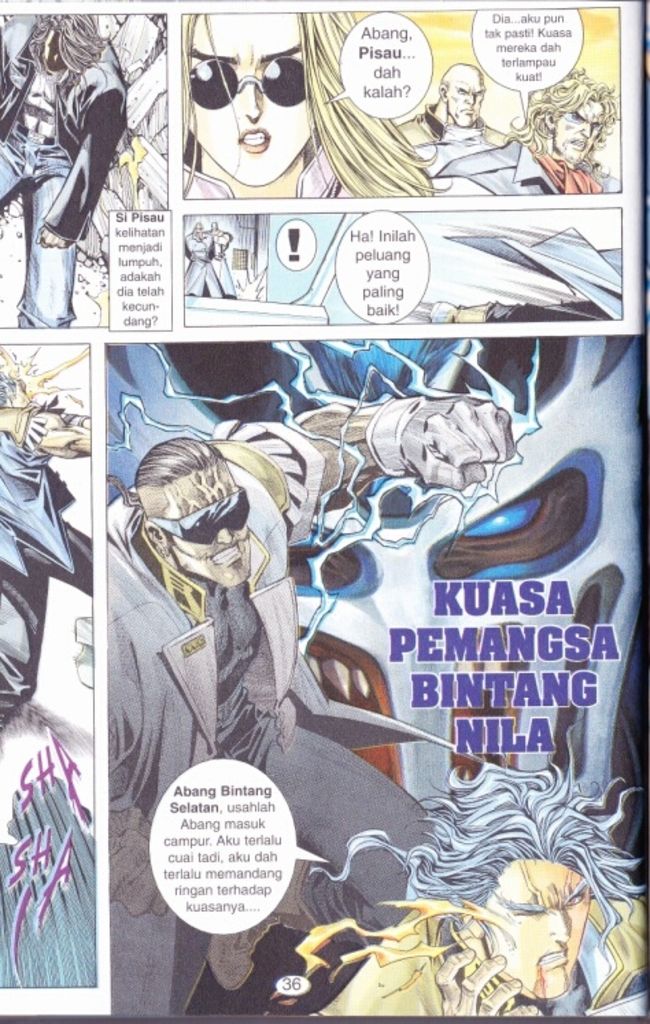 Abang,
Pisau...
dah
kalah?
Dia...aku pun
tak pasti! Kuasa
mereka dah
terlampau
kuat!
Si Pisau
kelihatan
menjadi
lumpuh,
adakah
dia telah
kecun-
dang?
!
Ha! Inilah
peluang
yang
paling
baik!
KUASA
PEMANGSA
BINTANG
NILA
Abang Bintang
Selatan, usahlah
Abang masuk
campur. Aku terlalu
cuai tadi, aku dah
terlalu memandang
ringan terhadap
kuasanya....
SHA
SHA
36